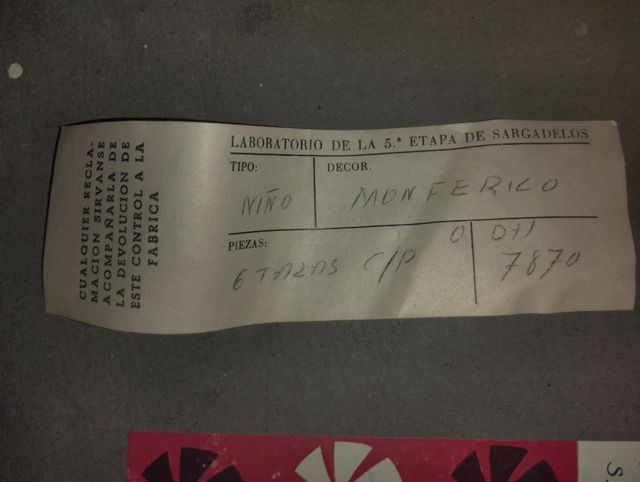 CUALQUIER RECLA-
MACION SIRVANSE
ACOMPAÑARLA DE
LA DEVOLUCION DE
ESTE CONTROL A LA
FABRICA
LABORATORIO DE LA 5.ª ETAPA DE SARGADELOS
TIPO:
NIÑO
DECOR.
MONFERICO
PIEZAS:
6 TAZAS C/P
0
7870